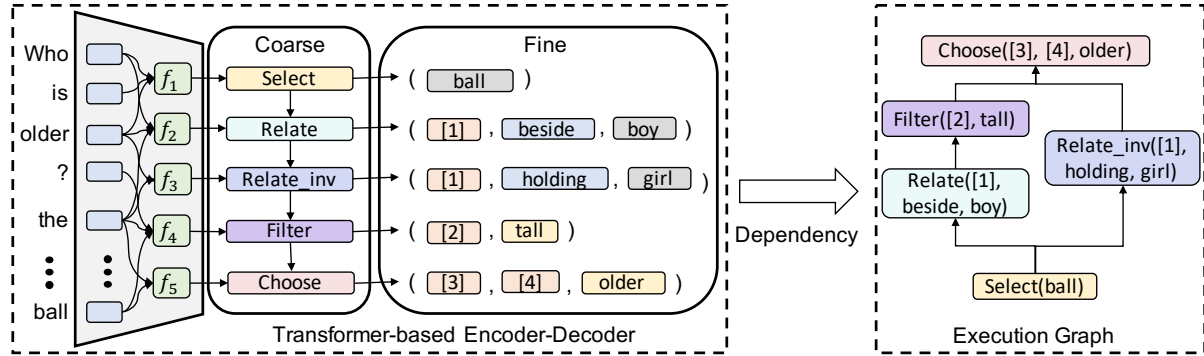 Who
is
older
?
the
ball
f1
f2
f3
f4
f5
Coarse
Select
Relate
Relate_inv
Filter
Choose
Fine
( ball )
( [1] , beside , boy )
( [1] , holding , girl )
( [2] , tall )
( [3] , [4] , older )
Transformer-based Encoder-Decoder
Dependency
Choose([3], [4], older)
Filter([2], tall)
Relate_inv([1],
holding, girl)
Relate([1],
beside, boy)
Select(ball)
Execution Graph